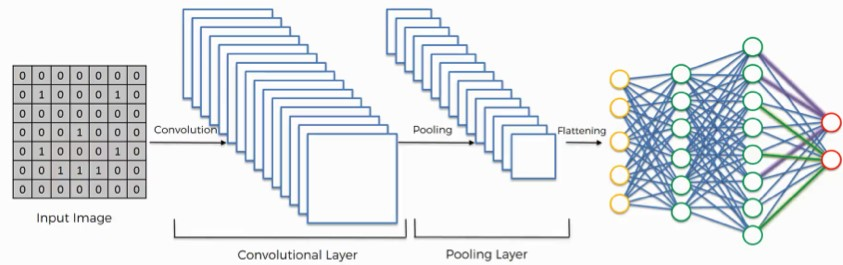 0 0 0 0 0 0 0
0 1 0 0 0 1 0
0 0 0 0 0 0 0
0 0 0 1 0 0 0
0 1 0 0 0 1 0
0 0 1 1 1 0 0
0 0 0 0 0 0 0
Input Image
Convolution
Convolutional Layer
Pooling
Pooling Layer
Flattening